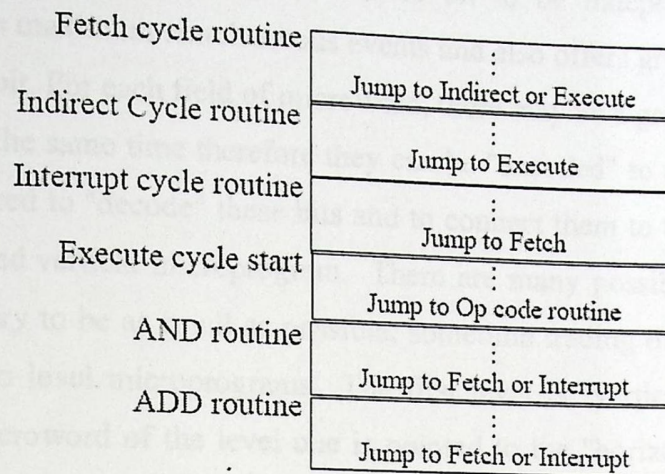 Fetch cycle routine
Jump to Indirect or Execute
Indirect Cycle routine
Jump to Execute
Interrupt cycle routine
Jump to Fetch
Execute cycle start
Jump to Op code routine
AND routine
Jump to Fetch or Interrupt
ADD routine
Jump to Fetch or Interrupt